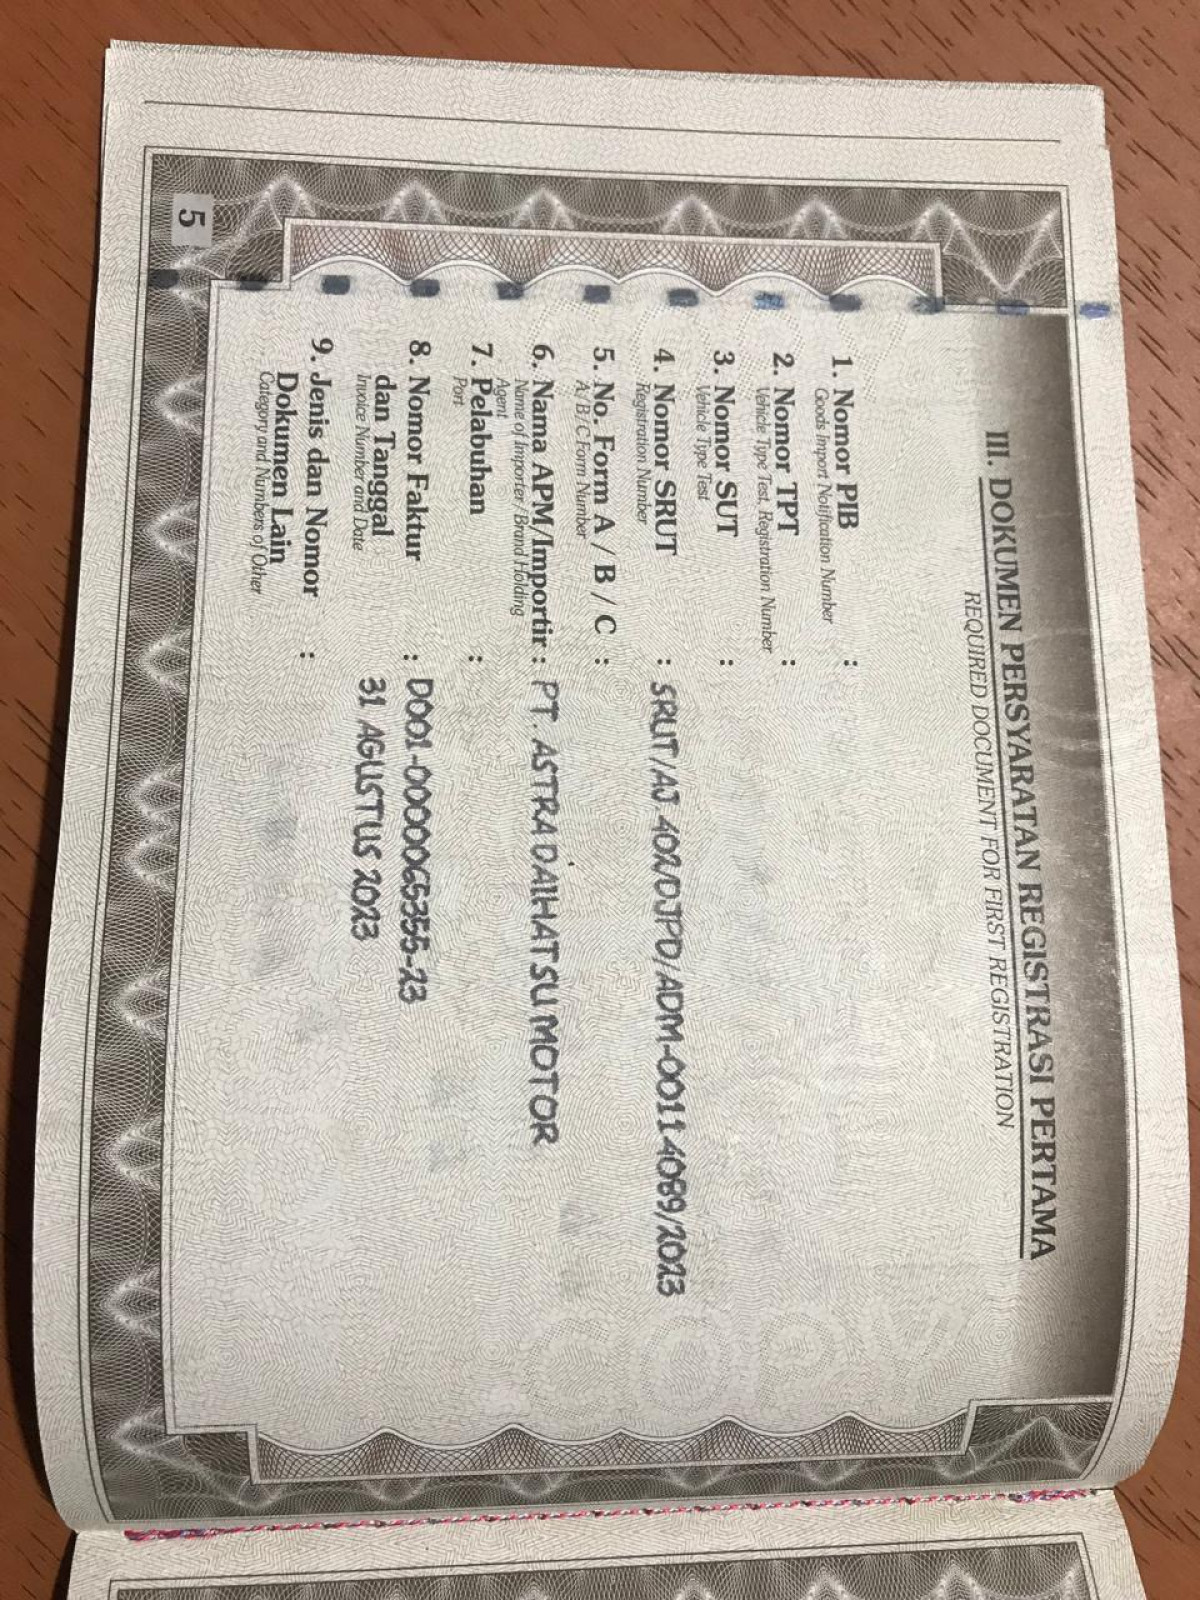 III. DOKUMEN PERSYARATAN REGISTRASI PERTAMA
REQUIRED DOCUMENT FOR FIRST REGISTRATION
1. Nomor PIB :
Goods Import Notification Number
2. Nomor TPT :
Vehicle Type Test, Registration Number
3. Nomor SUT :
Vehicle Type Test
4. Nomor SRUT : SRUT/AJ 402/DJPD/ADM-00114089/2023
Registration Number
5. No. Form A / B / C :
A / B / C Form Number
6. Nama APM/Importir : PT. ASTRA DAIHATSU MOTOR
Name of Importer / Brand Holding
Agent
7. Pelabuhan :
Port
8. Nomor Faktur : D001-0000065355-23
dan Tanggal 31 AGUSTUS 2023
Invoice Number and Date
9. Jenis dan Nomor :
Dokumen Lain
Category and Numbers of Other
5